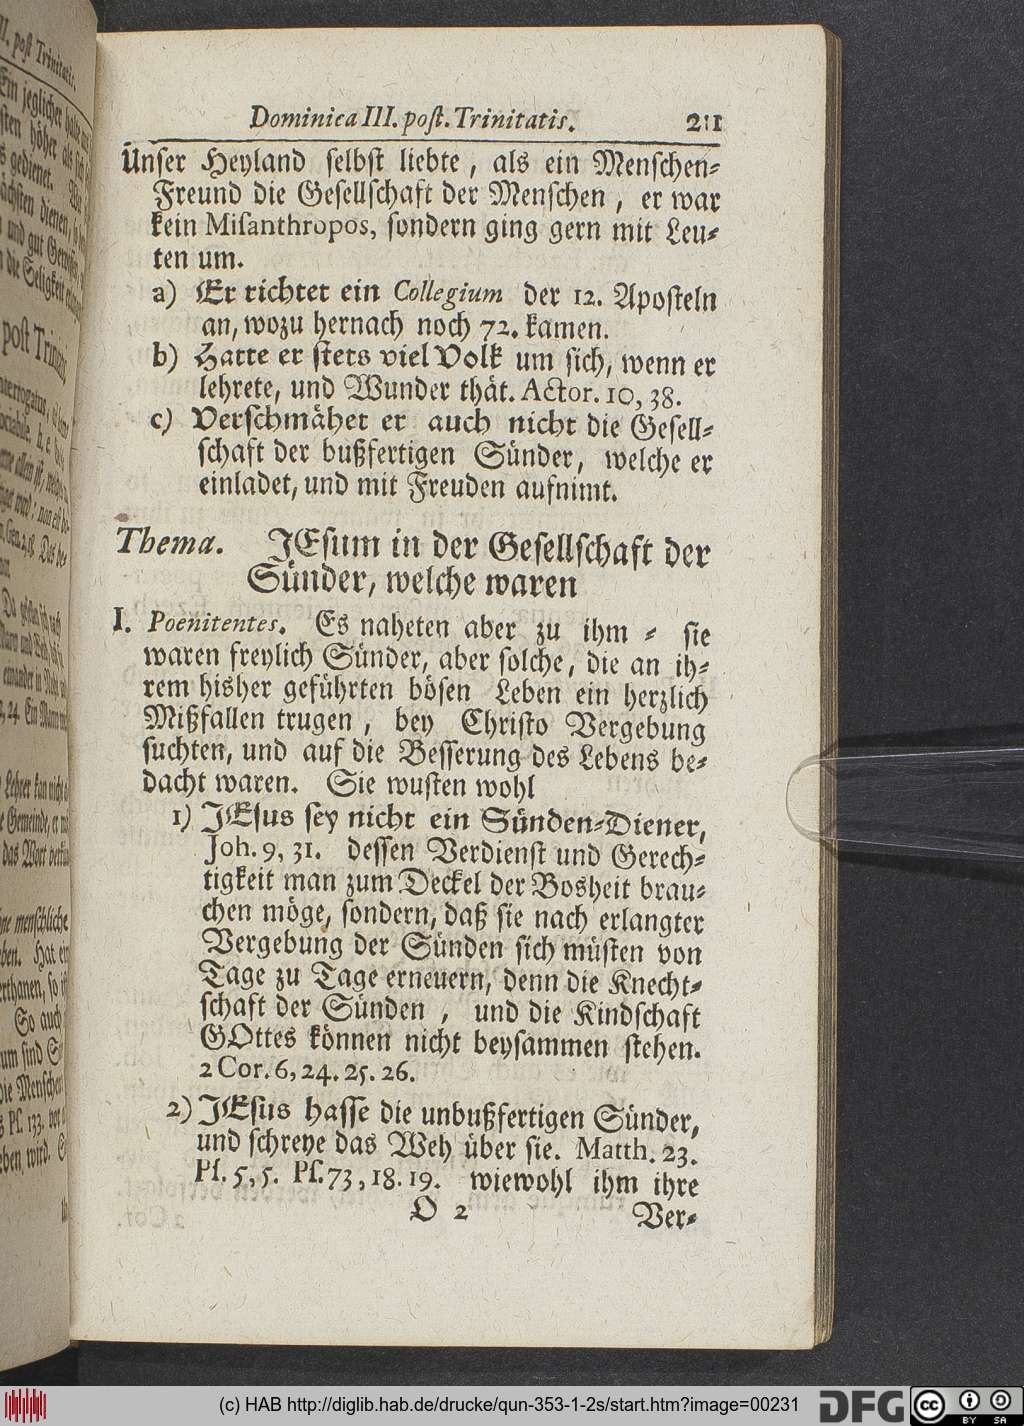 Dominica III. post. Trinitatis. 211
Unser Heyland selbst liebte, als ein Menschen-
Freund die Gesellschaft der Menschen, er war
kein Misanthropos, sondern ging gern mit Leu-
ten um.
a) Er richtet ein Collegium der 12. Aposteln
an, wozu hernach noch 72. kamen.
b) Hatte er stets viel Volk um sich, wenn er
lehrete, und Wunder thät. Actor. 10, 38.
c) Verschmähet er auch nicht die Gesell-
schaft der bußfertigen Sünder, welche er
einladet, und mit Freuden aufnimt.
Thema. JEsum in der Gesellschaft der
Sünder, welche waren
I. Poenitentes. Es naheten aber zu ihm - sie
waren freylich Sünder, aber solche, die an ih-
rem hisher geführten bösen Leben ein herzlich
Mißfallen trugen, bey Christo Vergebung
suchten, und auf die Besserung des Lebens be-
dacht waren. Sie wusten wohl
1) JEsus sey nicht ein Sünden-Diener,
Joh. 9, 31. dessen Verdienst und Gerech-
tigkeit man zum Deckel der Bosheit brau-
chen möge, sondern, daß sie nach erlangter
Vergebung der Sünden sich müsten von
Tage zu Tage erneuern, denn die Knecht-
schaft der Sünden, und die Kindschaft
GOttes können nicht beysammen stehen.
2 Cor. 6, 24. 25. 26.
2) JEsus hasse die unbußfertigen Sünder,
und schreye das Weh über sie. Matth. 23.
Ps. 5, 5. Ps. 73, 18. 19. wiewohl ihm ihre
O 2 Ver-
(c) HAB http://diglib.hab.de/drucke/qun-353-1-2s/start.htm?image=00231
DFG
cc BY SA